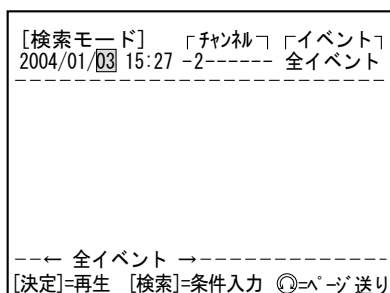 [検索モード] ┌ チャンネル ┐ ┌イベント┐
2004/01/03 15:27 -2------ 全イベント
--------------------------
--← 全イベント →-------------
[決定]=再生 [検索]=条件入力 =ページ送り